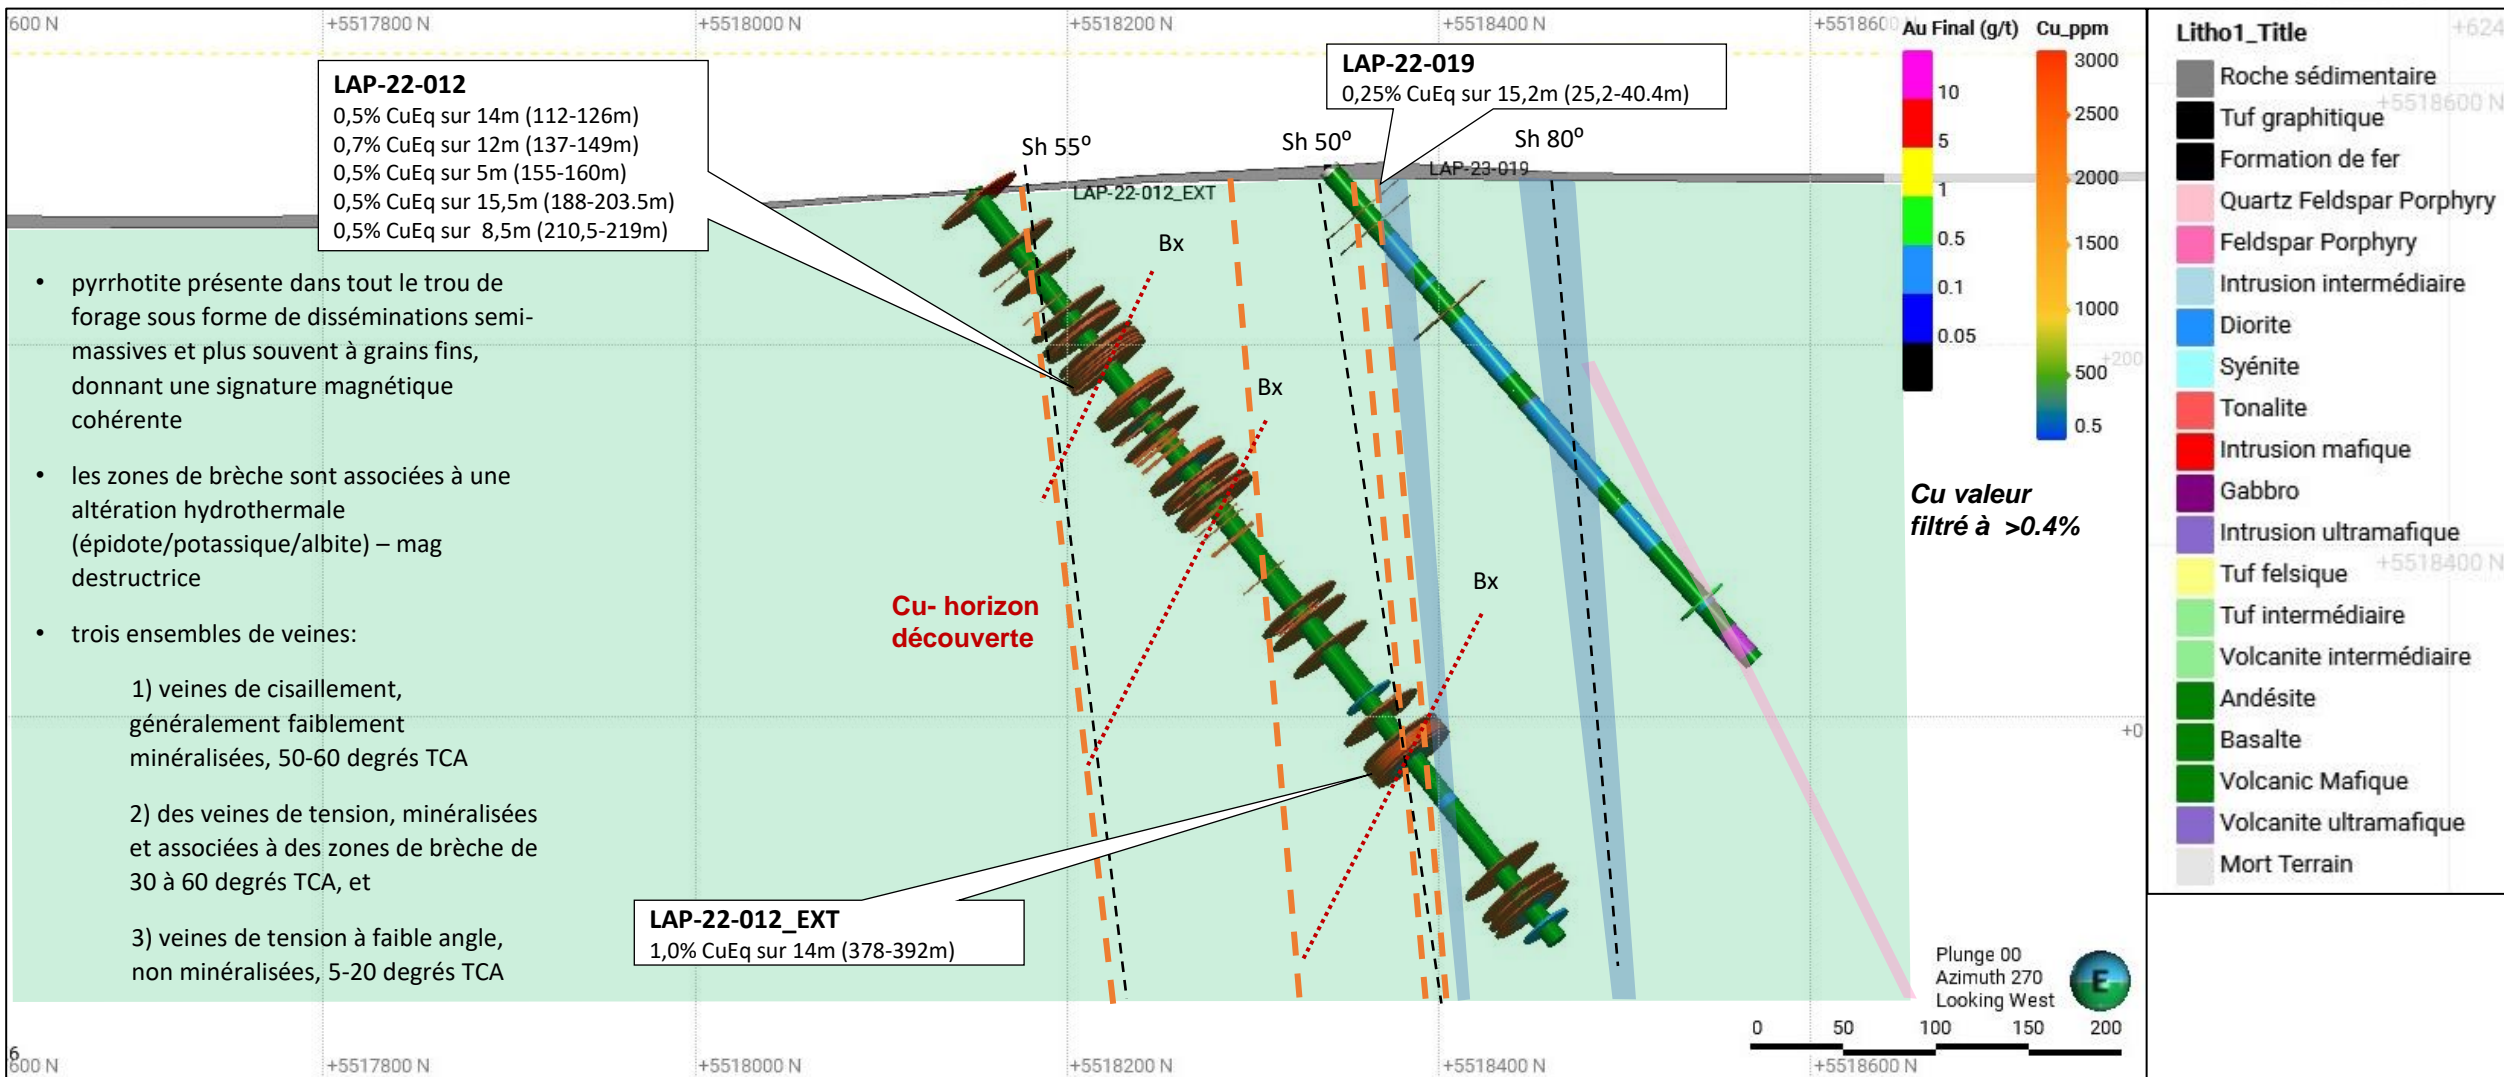 600 N
+5517800 N
+5518000 N
+5518200 N
+5518400 N
+5518600
LAP-22-012
0,5% CuEq sur 14m (112-126m)
0,7% CuEq sur 12m (137-149m)
0,5% CuEq sur 5m (155-160m)
0,5% CuEq sur 15,5m (188-203.5m)
0,5% CuEq sur 8,5m (210,5-219m)
LAP-22-019
0,25% CuEq sur 15,2m (25,2-40.4m)
Sh 55º
Sh 50º
Sh 80º
LAP-22-012_EXT
LAP-23-019
Bx
Bx
Bx
• pyrrhotite présente dans tout le trou de
forage sous forme de disséminations semi-
massives et plus souvent à grains fins,
donnant une signature magnétique
cohérente
• les zones de brèche sont associées à une
altération hydrothermale
(épidote/potassique/albite) – mag
destructrice
• trois ensembles de veines:
1) veines de cisaillement,
généralement faiblement
minéralisées, 50-60 degrés TCA
2) des veines de tension, minéralisées
et associées à des zones de brèche de
30 à 60 degrés TCA, et
3) veines de tension à faible angle,
non minéralisées, 5-20 degrés TCA
Cu- horizon
découverte
LAP-22-012_EXT
1,0% CuEq sur 14m (378-392m)
Au Final (g/t)
10
5
1
0.5
0.1
0.05
Cu_ppm
3000
2500
2000
1500
1000
500
0.5
+200
+0
Cu valeur
filtré à >0.4%
Plunge 00
Azimuth 270
Looking West
E
0 50 100 150 200
6
600 N
+5517800 N
+5518000 N
+5518200 N
+5518400 N
+5518600 N
Litho1_Title
Roche sédimentaire
Tuf graphitique
Formation de fer
Quartz Feldspar Porphyry
Feldspar Porphyry
Intrusion intermédiaire
Diorite
Syénite
Tonalite
Intrusion mafique
Gabbro
Intrusion ultramafique
Tuf felsique
Tuf intermédiaire
Volcanite intermédiaire
Andésite
Basalte
Volcanic Mafique
Volcanite ultramafique
Mort Terrain
+624
+5518600 N
+5518400 N